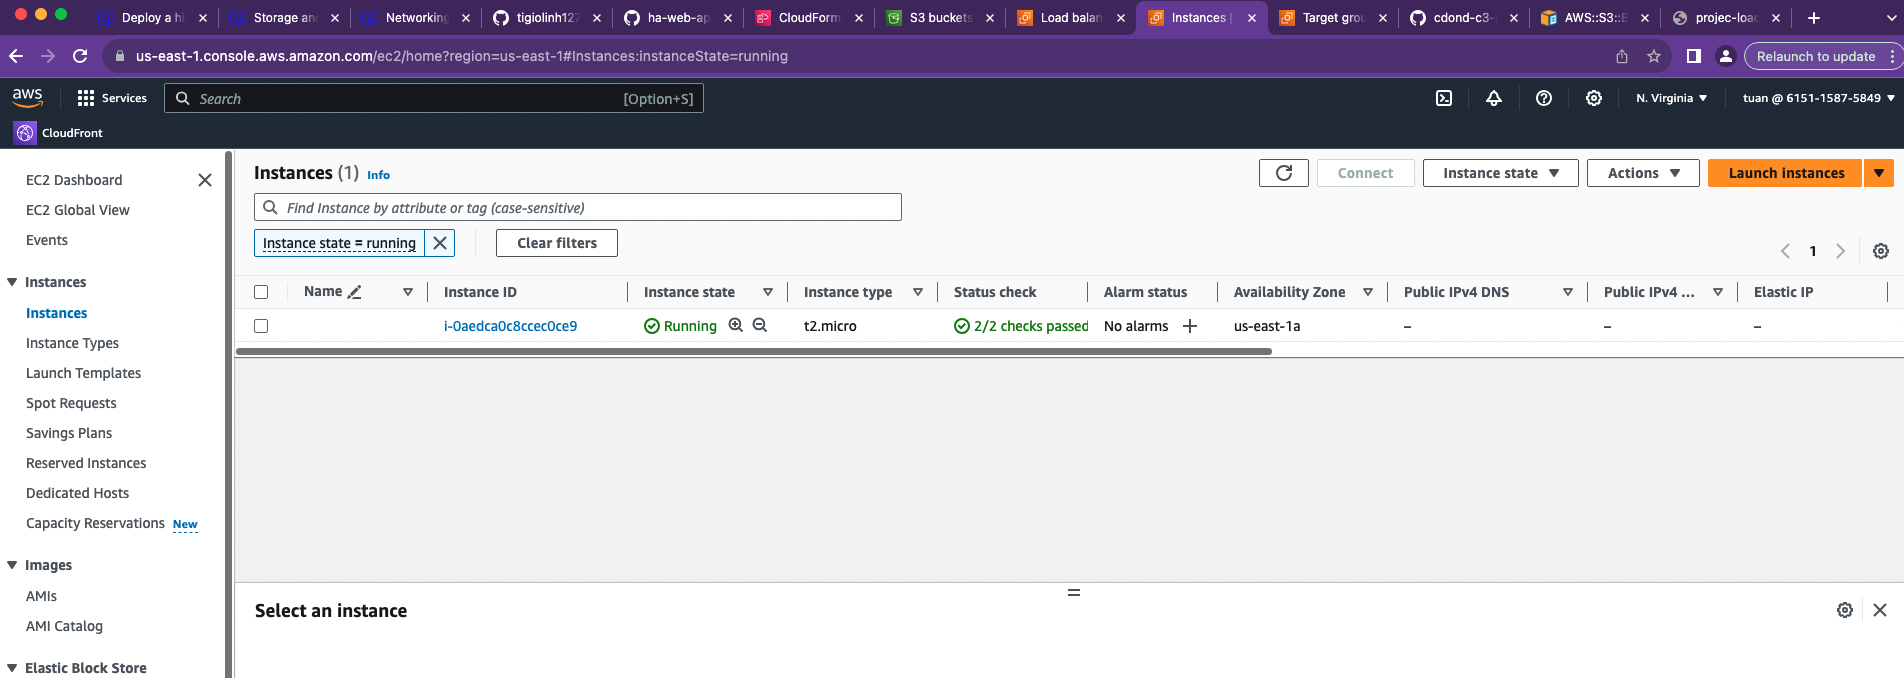 Deploy a hi
Storage an
Networking
tigiolinh127
ha-web-ap
CloudForm
S3 buckets
Load balan
Instances |
Target grou
cdond-c3-
AWS::S3::B
projec-load
us-east-1.console.aws.amazon.com/ec2/home?region=us-east-1#Instances:instanceState=running
Relaunch to update
aws
Services
Search
[Option+S]
N. Virginia
tuan @ 6151-1587-5849
CloudFront
EC2 Dashboard
EC2 Global View
Events
Instances
Instances
Instance Types
Launch Templates
Spot Requests
Savings Plans
Reserved Instances
Dedicated Hosts
Capacity Reservations New
Images
AMIs
AMI Catalog
Elastic Block Store
Instances (1) Info
Connect
Instance state
Actions
Launch instances
Find Instance by attribute or tag (case-sensitive)
Instance state = running
Clear filters
1
Name Instance ID Instance state Instance type Status check Alarm status Availability Zone Public IPv4 DNS Public IPv4 ... Elastic IP
i-0aedca0c8ccec0ce9 Running t2.micro 2/2 checks passed No alarms + us-east-1a – – –
Select an instance